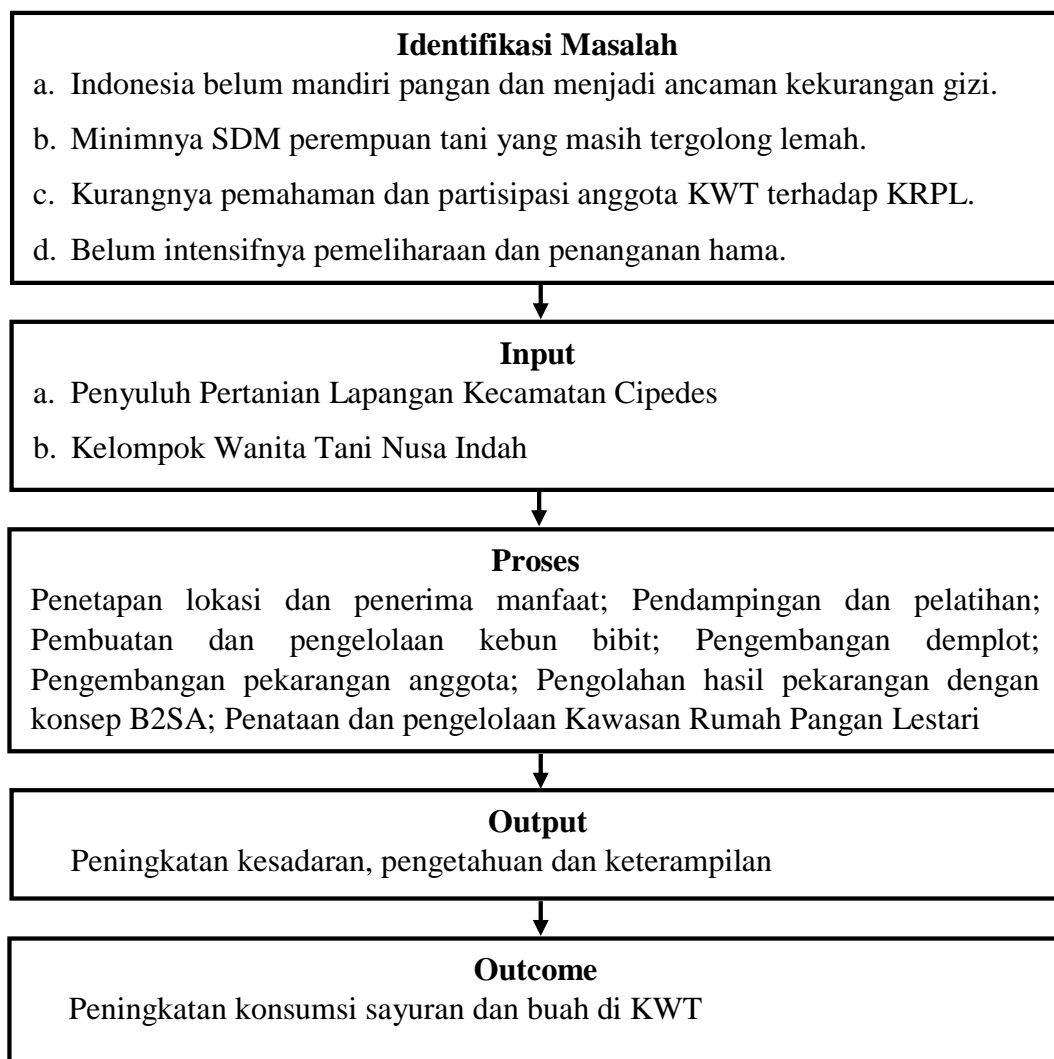 Identifikasi Masalah
a. Indonesia belum mandiri pangan dan menjadi ancaman kekurangan gizi.
b. Minimnya SDM perempuan tani yang masih tergolong lemah.
c. Kurangnya pemahaman dan partisipasi anggota KWT terhadap KRPL.
d. Belum intensifnya pemeliharaan dan penanganan hama.
Input
a. Penyuluh Pertanian Lapangan Kecamatan Cipedes
b. Kelompok Wanita Tani Nusa Indah
Proses
Penetapan lokasi dan penerima manfaat; Pendampingan dan pelatihan;
Pembuatan dan pengelolaan kebun bibit; Pengembangan demplot;
Pengembangan pekarangan anggota; Pengolahan hasil pekarangan dengan
konsep B2SA; Penataan dan pengelolaan Kawasan Rumah Pangan Lestari
Output
Peningkatan kesadaran, pengetahuan dan keterampilan
Outcome
Peningkatan konsumsi sayuran dan buah di KWT